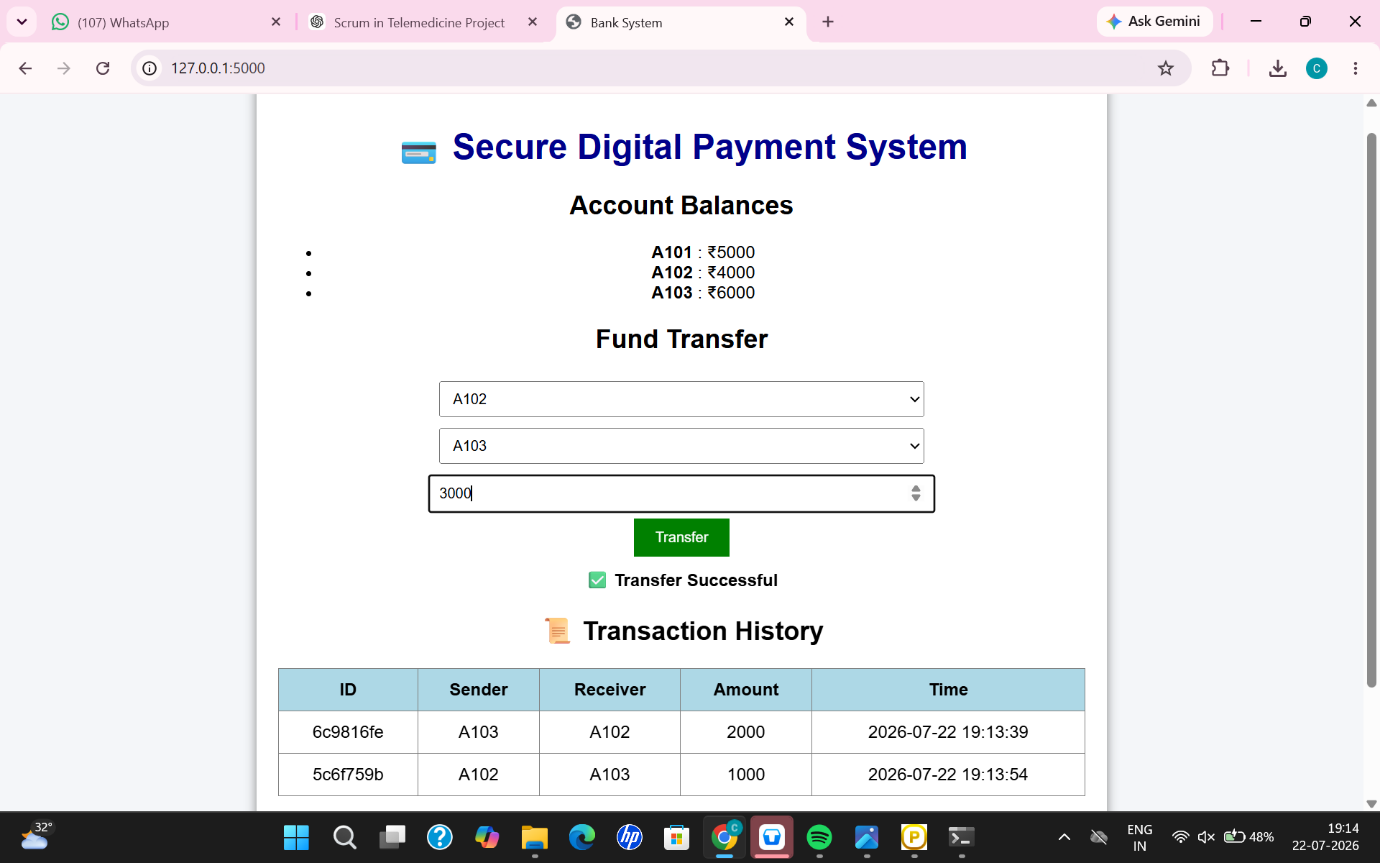 (107) WhatsApp
Scrum in Telemedicine Project
Bank System
Ask Gemini
127.0.0.1:5000
C
Secure Digital Payment System
Account Balances
A101 : ₹5000
A102 : ₹4000
A103 : ₹6000
Fund Transfer
A102
A103
3000
Transfer
Transfer Successful
Transaction History
ID Sender Receiver Amount Time
6c9816fe A103 A102 2000 2026-07-22 19:13:39
5c6f759b A102 A103 1000 2026-07-22 19:13:54
32°
hp
C
P
ENG
IN
48%
19:14
22-07-2026